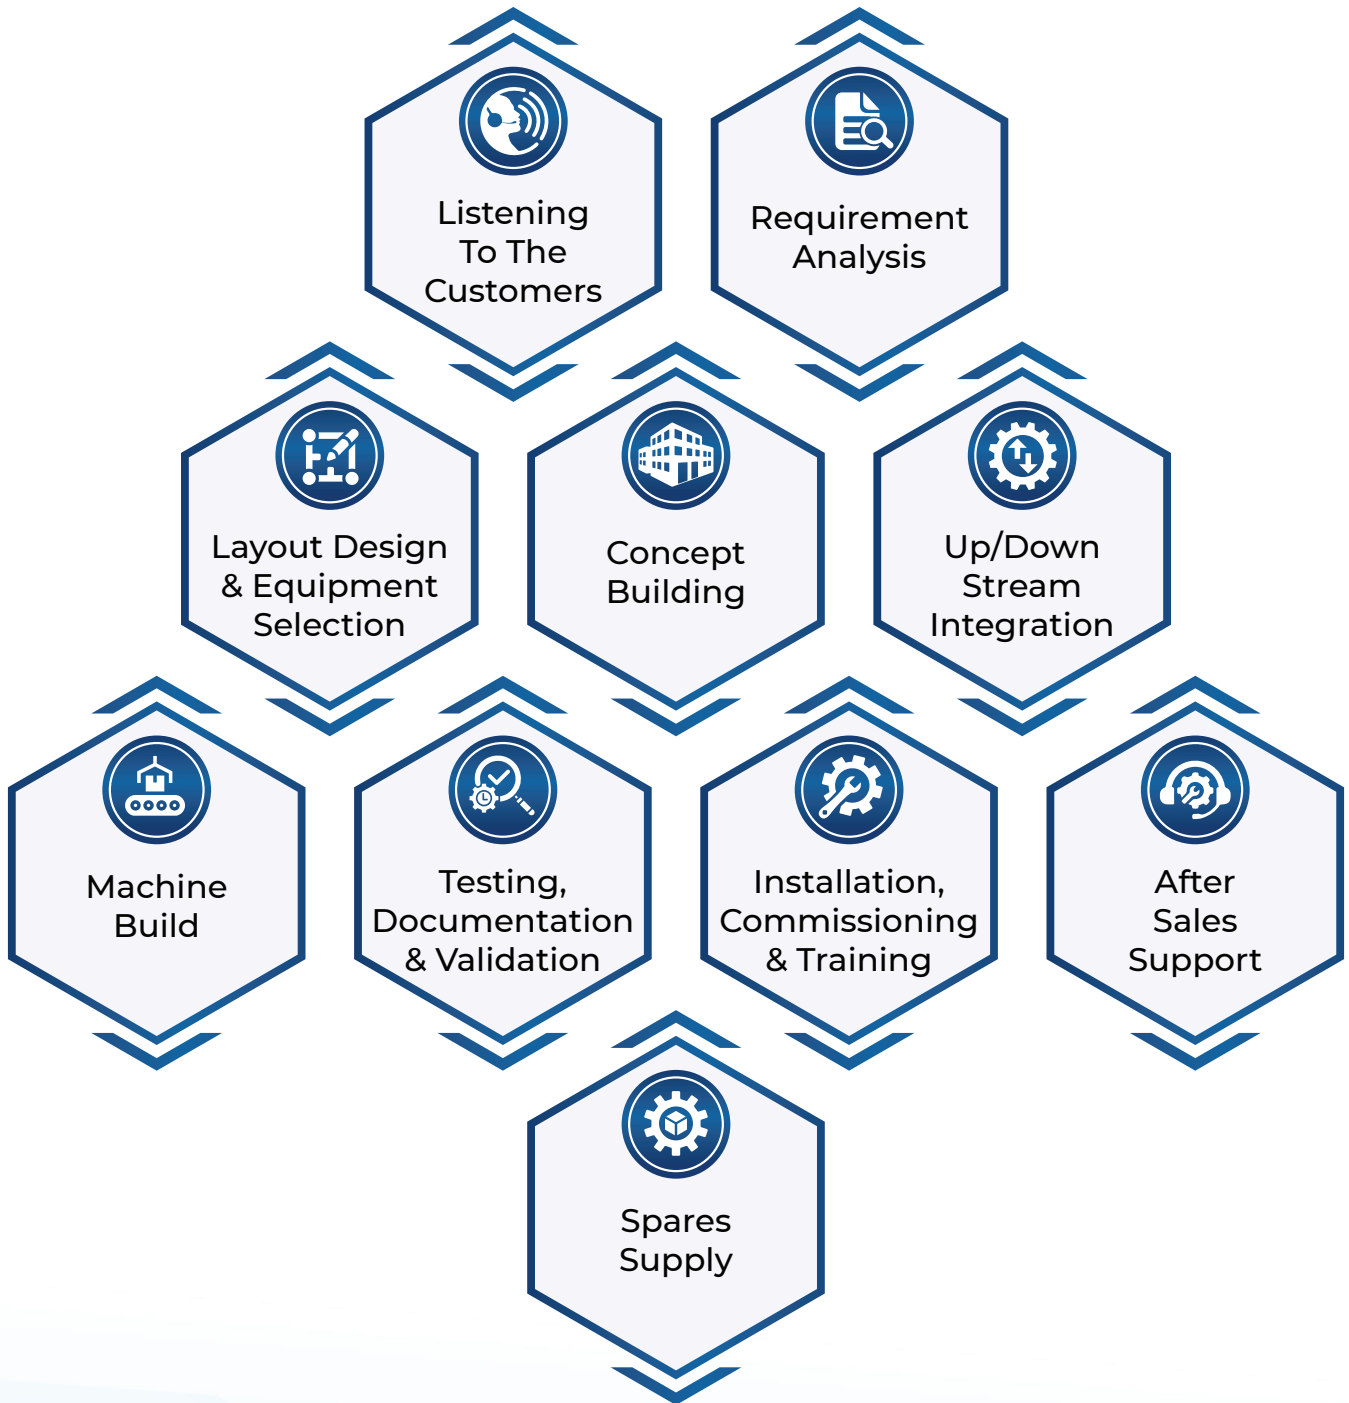 Listening
To The
Customers
Requirement
Analysis
Layout Design
& Equipment
Selection
Concept
Building
Up/Down
Stream
Integration
Machine
Build
Testing,
Documentation
& Validation
Installation,
Commissioning
& Training
After
Sales
Support
Spares
Supply